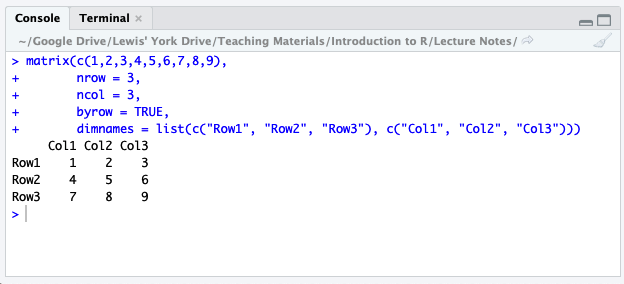 Console Terminal ×
~/Google Drive/Lewis' York Drive/Teaching Materials/Introduction to R/Lecture Notes/
> matrix(c(1,2,3,4,5,6,7,8,9),
+        nrow = 3,
+        ncol = 3,
+        byrow = TRUE,
+        dimnames = list(c("Row1", "Row2", "Row3"), c("Col1", "Col2", "Col3")))
     Col1 Col2 Col3
Row1    1    2    3
Row2    4    5    6
Row3    7    8    9
>